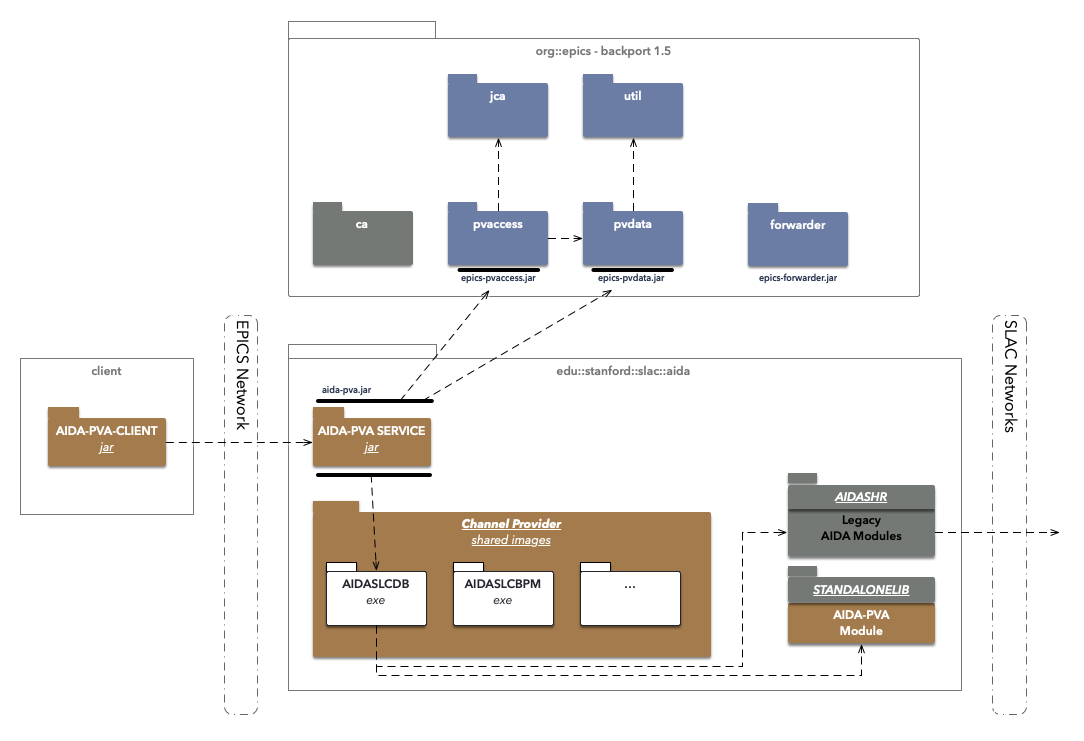 org::epics - backport 1.5
jca
util
ca
pvaccess
pvdata
forwarder
epics-pvaccess.jar
epics-pvdata.jar
epics-forwarder.jar
EPICS Network
SLAC Networks
client
edu::stanford::slac::aida
aida-pva.jar
AIDA-PVA-CLIENT
jar
AIDA-PVA SERVICE
jar
AIDASHR
Legacy
AIDA Modules
Channel Provider
shared images
AIDASLCDB
exe
AIDASLCBPM
exe
...
STANDALONELIB
AIDA-PVA
Module